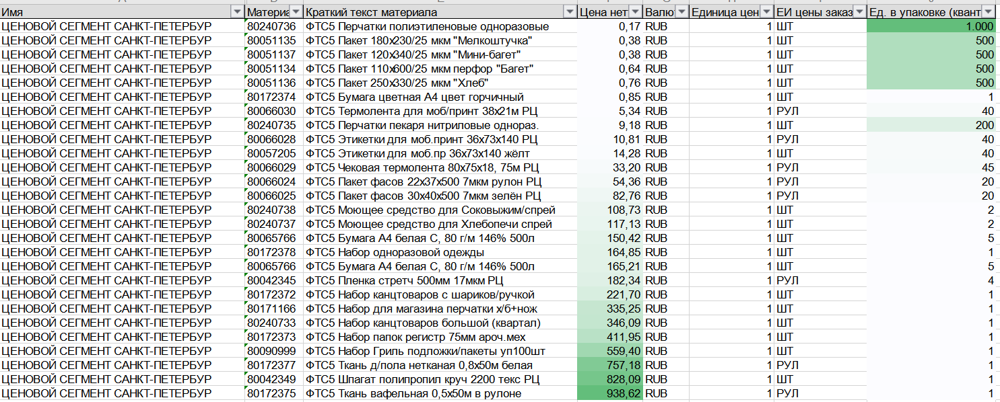 Имя Материа Краткий текст материала Цена нет Валю Единица цен ЕИ цены заказ Ед. в упаковке (квант
ЦЕНОВОЙ СЕГМЕНТ САНКТ-ПЕТЕРБУР 80240736 ФТС5 Перчатки полиэтиленовые одноразовые 0,17 RUB 1 ШТ 1.000
ЦЕНОВОЙ СЕГМЕНТ САНКТ-ПЕТЕРБУР 80051135 ФТС5 Пакет 180х230/25 мкм "Мелкоштучка" 0,38 RUB 1 ШТ 500
ЦЕНОВОЙ СЕГМЕНТ САНКТ-ПЕТЕРБУР 80051137 ФТС5 Пакет 120х340/25 мкм "Мини-багет" 0,38 RUB 1 ШТ 500
ЦЕНОВОЙ СЕГМЕНТ САНКТ-ПЕТЕРБУР 80051134 ФТС5 Пакет 110х600/25 мкм перфор "Багет" 0,64 RUB 1 ШТ 500
ЦЕНОВОЙ СЕГМЕНТ САНКТ-ПЕТЕРБУР 80051136 ФТС5 Пакет 250х330/25 мкм "Хлеб" 0,76 RUB 1 ШТ 500
ЦЕНОВОЙ СЕГМЕНТ САНКТ-ПЕТЕРБУР 80172374 ФТС5 Бумага цветная А4 цвет горчичный 0,85 RUB 1 ШТ 1
ЦЕНОВОЙ СЕГМЕНТ САНКТ-ПЕТЕРБУР 80066030 ФТС5 Термолента для моб/принт 38х21м РЦ 5,34 RUB 1 РУЛ 40
ЦЕНОВОЙ СЕГМЕНТ САНКТ-ПЕТЕРБУР 80240735 ФТС5 Перчатки пекаря нитриловые однораз. 9,18 RUB 1 ШТ 200
ЦЕНОВОЙ СЕГМЕНТ САНКТ-ПЕТЕРБУР 80066028 ФТС5 Этикетки для моб.принт 36х73х140 РЦ 10,81 RUB 1 РУЛ 40
ЦЕНОВОЙ СЕГМЕНТ САНКТ-ПЕТЕРБУР 80057205 ФТС5 Этикетки для моб.пр 36х73х140 жёлт 14,28 RUB 1 ШТ 40
ЦЕНОВОЙ СЕГМЕНТ САНКТ-ПЕТЕРБУР 80066029 ФТС5 Чековая термолента 80х75х18, 75м РЦ 33,20 RUB 1 РУЛ 45
ЦЕНОВОЙ СЕГМЕНТ САНКТ-ПЕТЕРБУР 80066024 ФТС5 Пакет фасов 22х37х500 7мкм рулон РЦ 54,36 RUB 1 РУЛ 20
ЦЕНОВОЙ СЕГМЕНТ САНКТ-ПЕТЕРБУР 80066025 ФТС5 Пакет фасов 30х40х500 7мкм зелён РЦ 82,76 RUB 1 РУЛ 20
ЦЕНОВОЙ СЕГМЕНТ САНКТ-ПЕТЕРБУР 80240738 ФТС5 Моющее средство для Соковыжим/спрей 108,73 RUB 1 ШТ 2
ЦЕНОВОЙ СЕГМЕНТ САНКТ-ПЕТЕРБУР 80240737 ФТС5 Моющее средство для Хлебопечи спрей 117,13 RUB 1 ШТ 2
ЦЕНОВОЙ СЕГМЕНТ САНКТ-ПЕТЕРБУР 80065766 ФТС5 Бумага А4 белая С, 80 г/м 146% 500л 150,42 RUB 1 ШТ 5
ЦЕНОВОЙ СЕГМЕНТ САНКТ-ПЕТЕРБУР 80172378 ФТС5 Набор одноразовой одежды 164,85 RUB 1 ШТ 1
ЦЕНОВОЙ СЕГМЕНТ САНКТ-ПЕТЕРБУР 80065766 ФТС5 Бумага А4 белая С, 80 г/м 146% 500л 165,21 RUB 1 ШТ 5
ЦЕНОВОЙ СЕГМЕНТ САНКТ-ПЕТЕРБУР 80042345 ФТС5 Пленка стретч 500мм 17мкм РЦ 182,34 RUB 1 РУЛ 4
ЦЕНОВОЙ СЕГМЕНТ САНКТ-ПЕТЕРБУР 80172372 ФТС5 Набор канцтоваров с шариков/ручкой 221,70 RUB 1 ШТ 1
ЦЕНОВОЙ СЕГМЕНТ САНКТ-ПЕТЕРБУР 80171166 ФТС5 Набор для магазина перчатки х/б+нож 335,25 RUB 1 ШТ 1
ЦЕНОВОЙ СЕГМЕНТ САНКТ-ПЕТЕРБУР 80240733 ФТС5 Набор канцтоваров большой (квартал) 346,09 RUB 1 ШТ 1
ЦЕНОВОЙ СЕГМЕНТ САНКТ-ПЕТЕРБУР 80172373 ФТС5 Набор папок регистр 75мм ароч.мех 411,95 RUB 1 ШТ 1
ЦЕНОВОЙ СЕГМЕНТ САНКТ-ПЕТЕРБУР 80090999 ФТС5 Набор Гриль подложки/пакеты уп100шт 559,40 RUB 1 ШТ 1
ЦЕНОВОЙ СЕГМЕНТ САНКТ-ПЕТЕРБУР 80172377 ФТС5 Ткань д/пола нетканая 0,8х50м белая 757,18 RUB 1 РУЛ 1
ЦЕНОВОЙ СЕГМЕНТ САНКТ-ПЕТЕРБУР 80042349 ФТС5 Шпагат полипропил круч 2200 текс РЦ 828,09 RUB 1 ШТ 1
ЦЕНОВОЙ СЕГМЕНТ САНКТ-ПЕТЕРБУР 80172375 ФТС5 Ткань вафельная 0,5х50м в рулоне 938,62 RUB 1 РУЛ 1